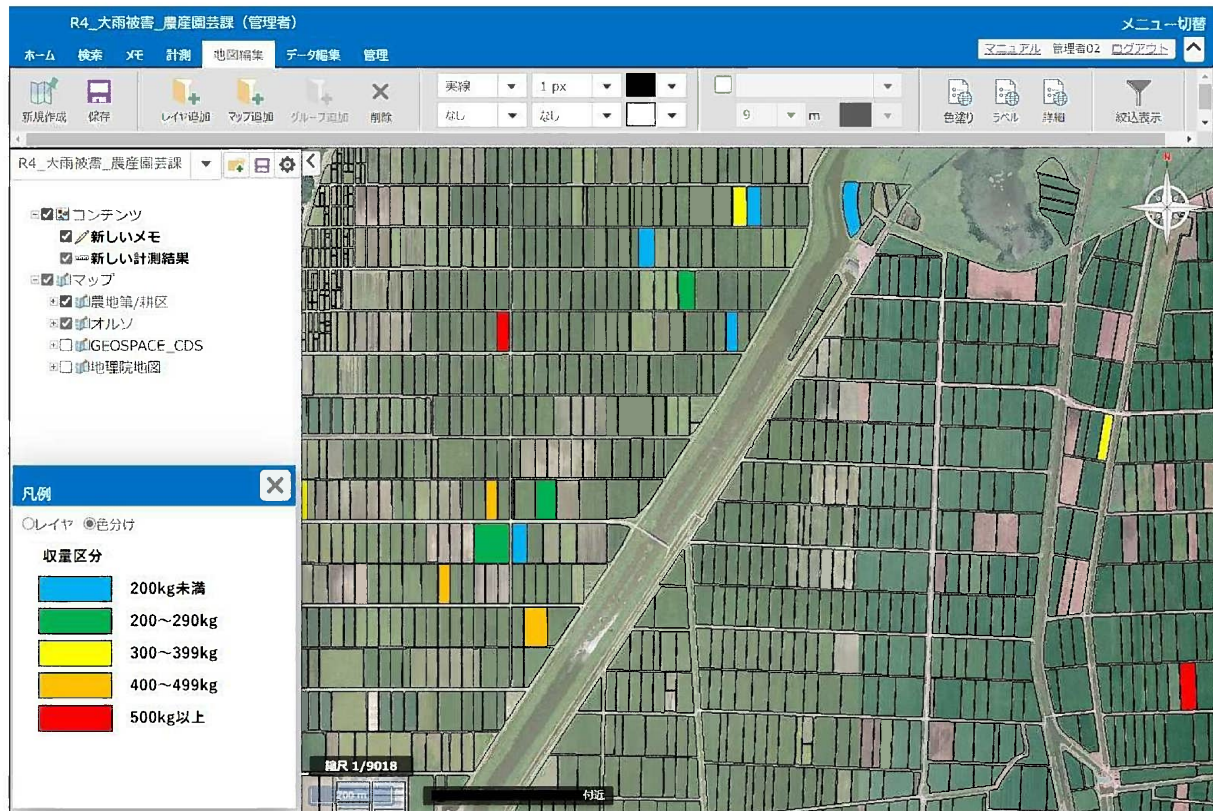 R4_大雨被害_農産園芸課（管理者）
メニュー切替
ホーム 検索 メモ 計測 地図編集 データ編集 管理
マニュアル 管理者02 ログアウト
実線 1 px
なし なし 9 m
新規作成 保存 レイヤ追加 マップ追加 グループ追加 削除 色塗り ラベル 詳細 絞込表示
R4_大雨被害_農産園芸課
N
コンテンツ
新しいメモ
新しい計測結果
マップ
農地筆/耕区
オルソ
GEOSPACE_CDS
地理院地図
凡例
レイヤ 色分け
収量区分
200kg未満
200～290kg
300～399kg
400～499kg
500kg以上
縮尺 1/9018
200 m 付近